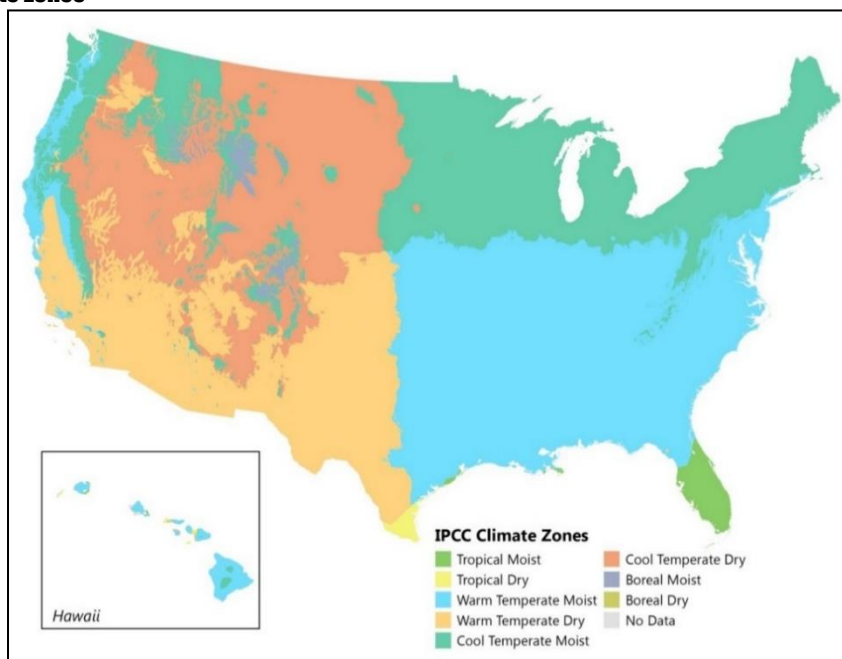 Hawaii
IPCC Climate Zones
Tropical Moist
Tropical Dry
Warm Temperate Moist
Warm Temperate Dry
Cool Temperate Moist
Cool Temperate Dry
Boreal Moist
Boreal Dry
No Data